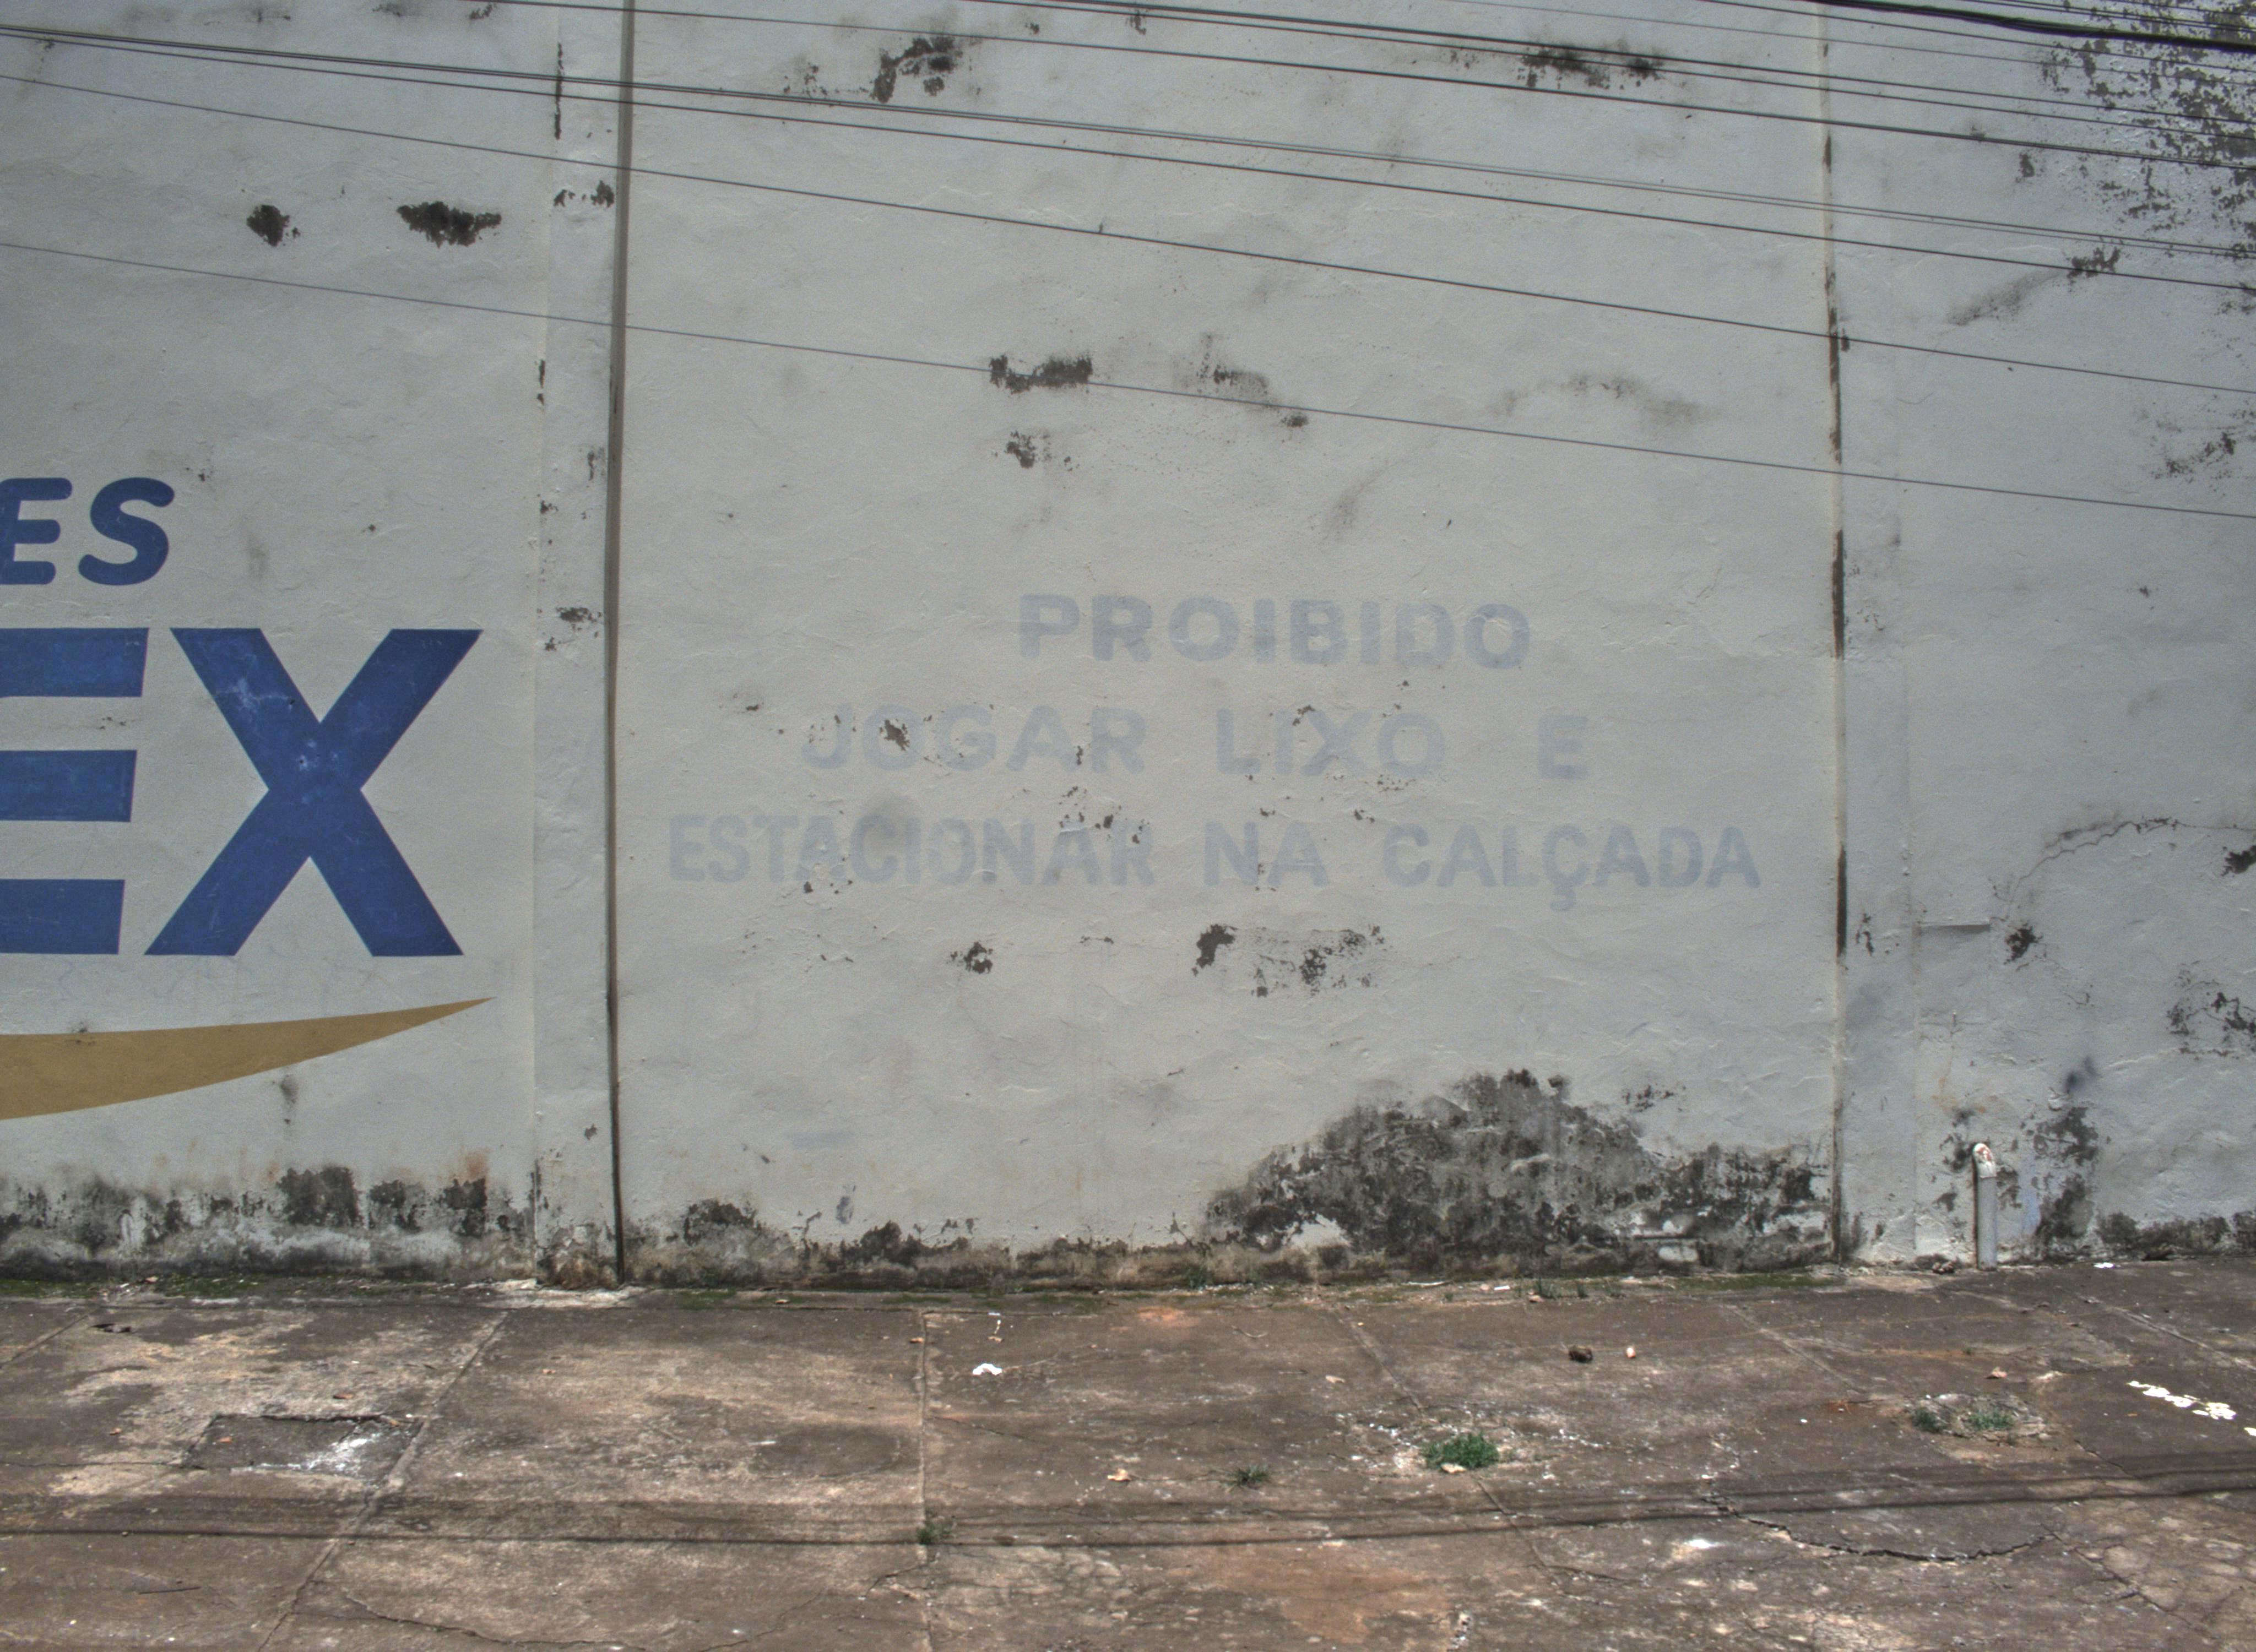 ES
EX
PROIBIDO
JOGAR LIXO E
ESTACIONAR NA CALÇADA